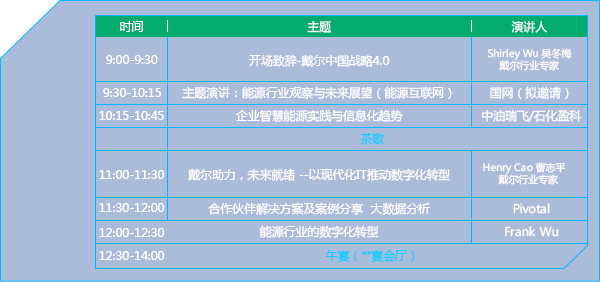 时间 主题 演讲人
9:00-9:30 开场致辞-戴尔中国战略4.0 Shirley Wu 吴冬梅
戴尔行业专家
9:30-10:15 主题演讲：能源行业观察与未来展望（能源互联网） 国网（拟邀请）
10:15-10:45 企业智慧能源实践与信息化趋势 中油瑞飞/石化盈科
茶歇
11:00-11:30 戴尔助力，未来就绪 --以现代化IT推动数字化转型 Henry Cao 曹志平
戴尔行业专家
11:30-12:00 合作伙伴解决方案及案例分享 大数据分析 Pivotal
12:00-12:30 能源行业的数字化转型 Frank Wu
12:30-14:00 午宴（**宴会厅）